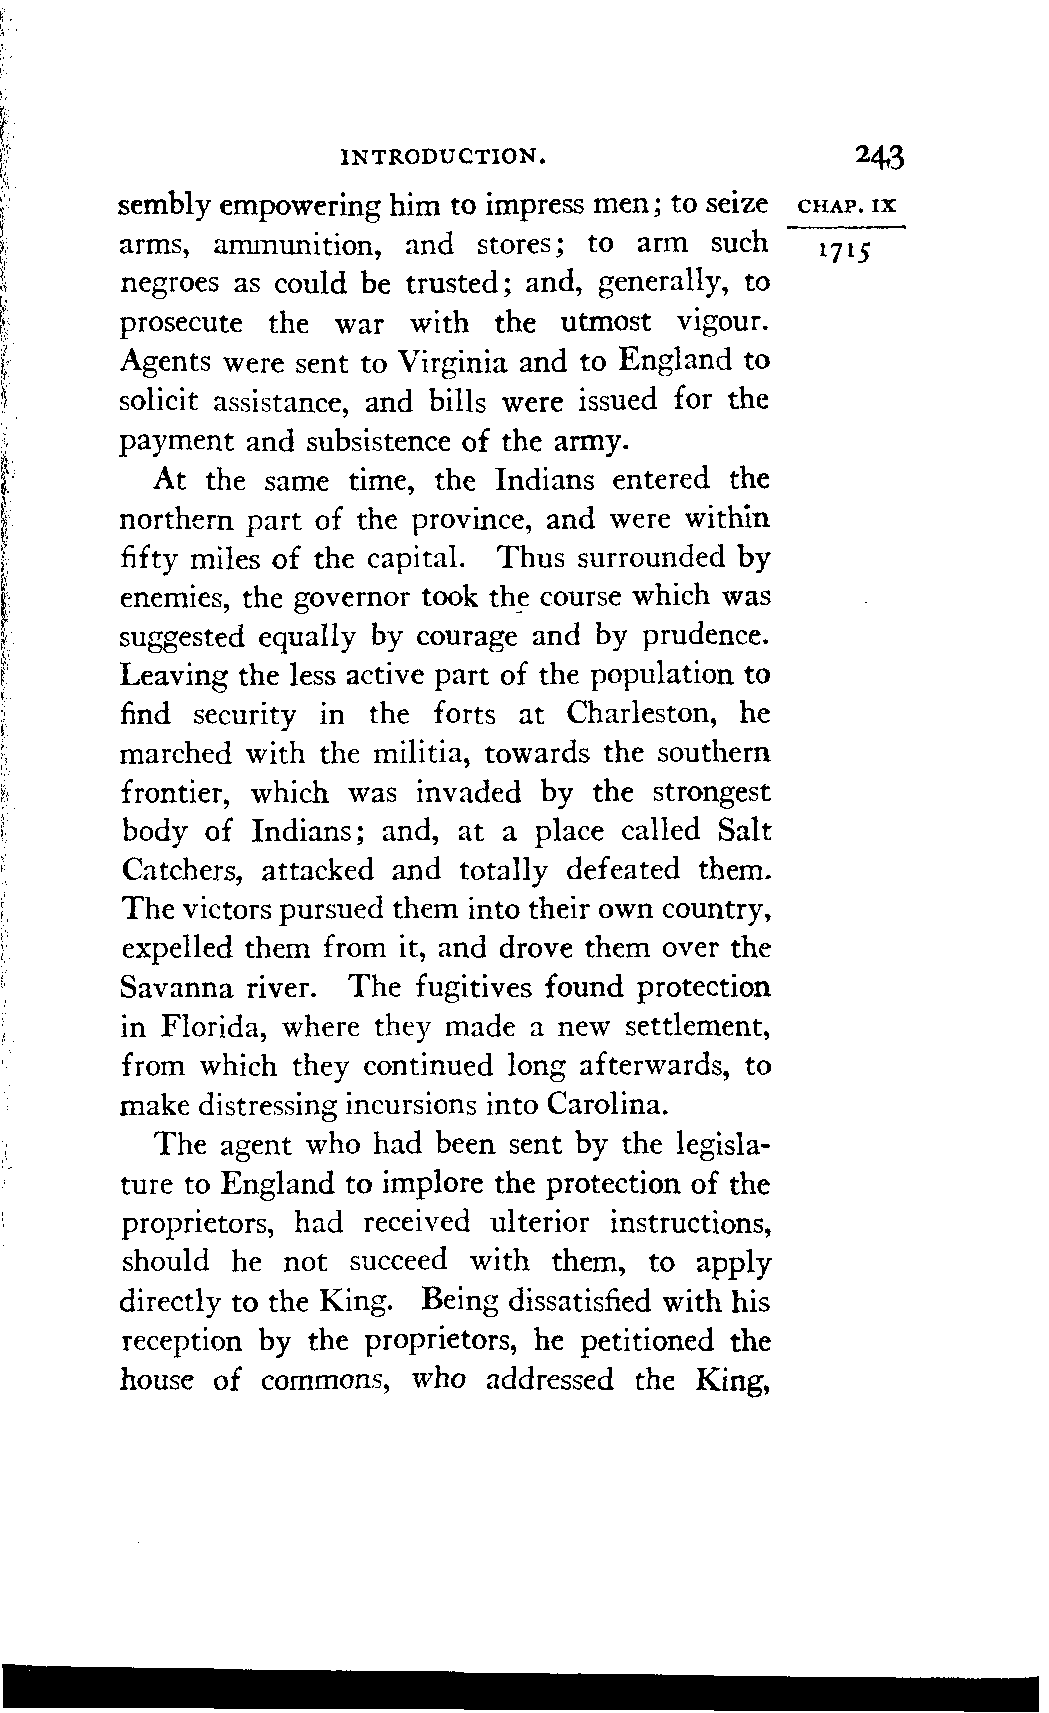 INTRODUCTION. 243
sembly empowering him to impress men; to seize CHAP. IX
arms, ammunition, and stores; to arm such 1715
negroes as could be trusted; and, generally, to
prosecute the war with the utmost vigour.
Agents were sent to Virginia and to England to
solicit assistance, and bills were issued for the
payment and subsistence of the army.
At the same time, the Indians entered the
northern part of the province, and were within
fifty miles of the capital. Thus surrounded by
enemies, the governor took the course which was
suggested equally by courage and by prudence.
Leaving the less active part of the population to
find security in the forts at Charleston, he
marched with the militia, towards the southern
frontier, which was invaded by the strongest
body of Indians; and, at a place called Salt
Catchers, attacked and totally defeated them.
The victors pursued them into their own country,
expelled them from it, and drove them over the
Savanna river. The fugitives found protection
in Florida, where they made a new settlement,
from which they continued long afterwards, to
make distressing incursions into Carolina.
The agent who had been sent by the legisla-
ture to England to implore the protection of the
proprietors, had received ulterior instructions,
should he not succeed with them, to apply
directly to the King. Being dissatisfied with his
reception by the proprietors, he petitioned the
house of commons, who addressed the King,